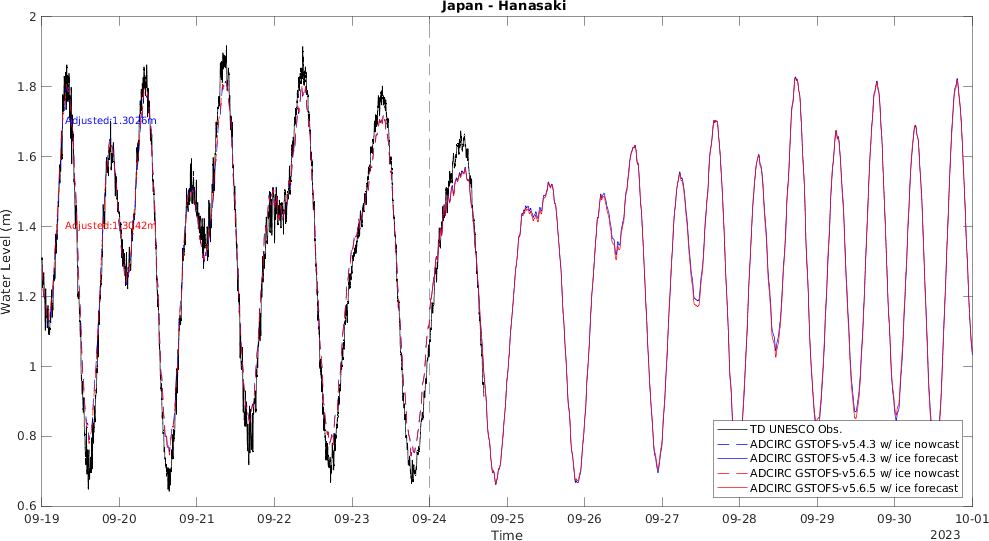 Japan - Hanasaki
2
1.8
1.6
1.4
1.2
1
0.8
0.6
Water Level (m)
Adjusted:1.3026m
Adjusted:1.3042m
TD UNESCO Obs.
ADCIRC GSTOFS-v5.4.3 w/ ice nowcast
ADCIRC GSTOFS-v5.4.3 w/ ice forecast
ADCIRC GSTOFS-v5.6.5 w/ ice nowcast
ADCIRC GSTOFS-v5.6.5 w/ ice forecast
09-19 09-20 09-21 09-22 09-23 09-24 09-25 09-26 09-27 09-28 09-29 09-30 10-01
Time
2023